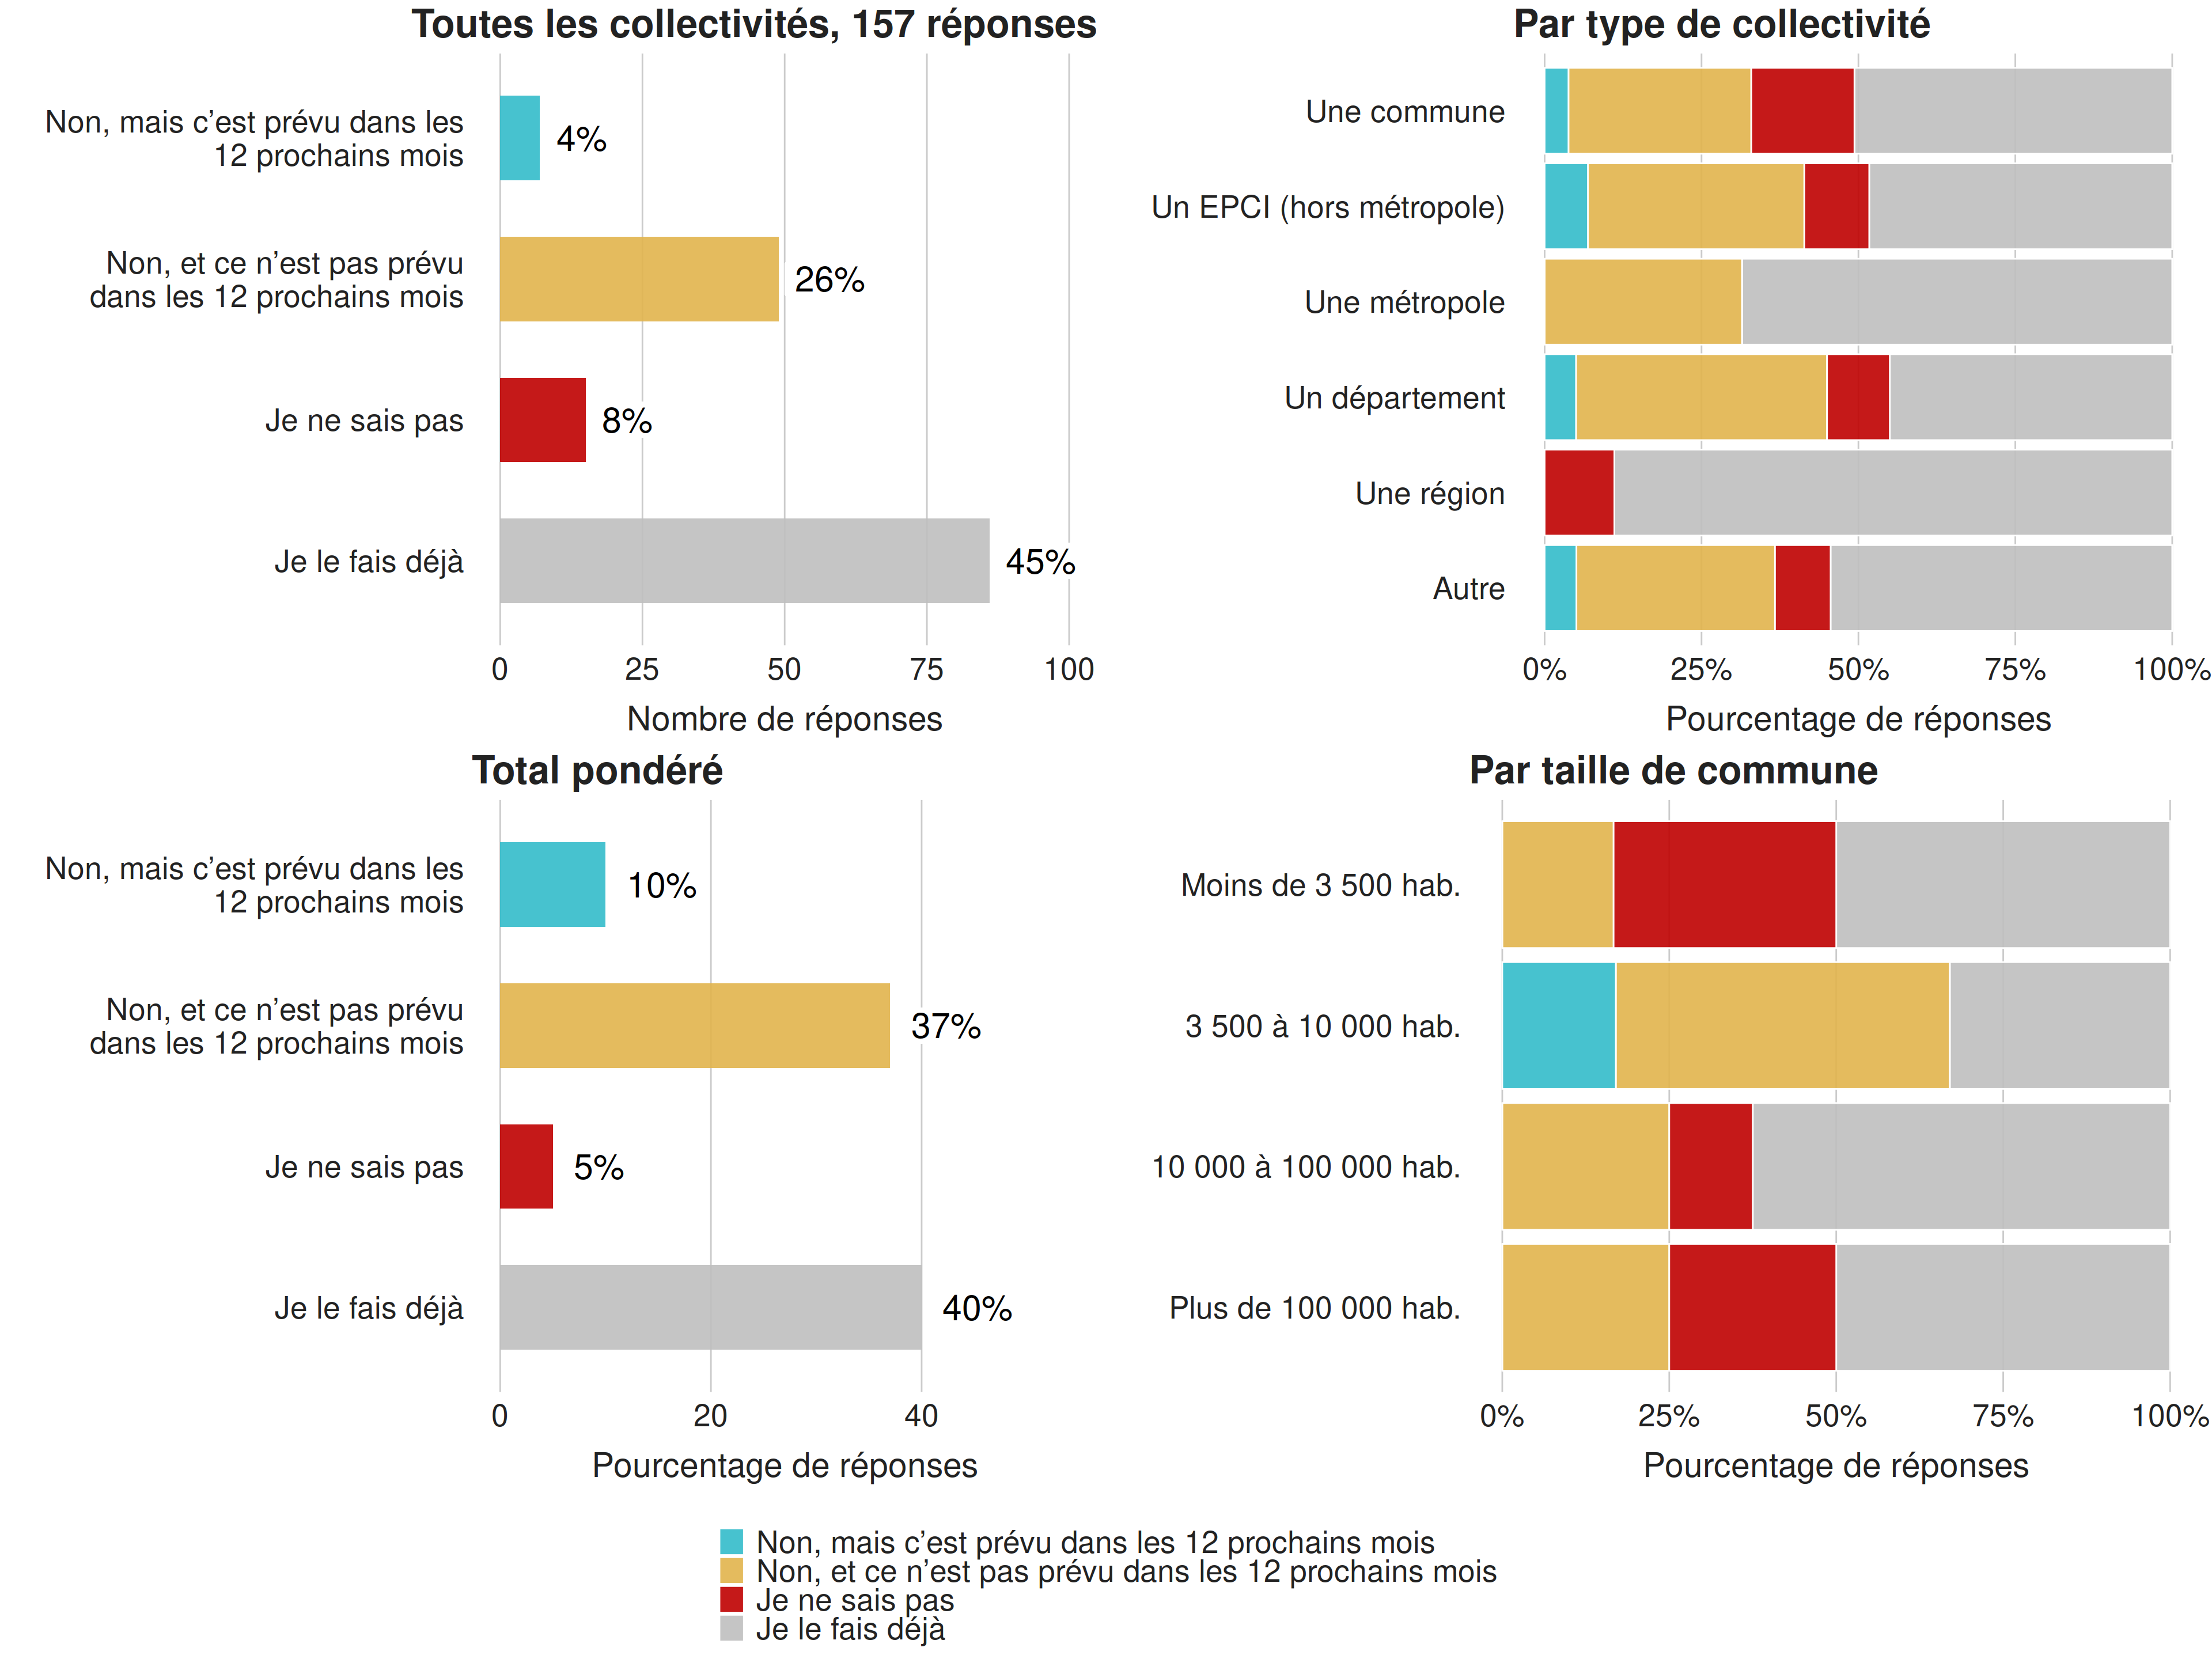 Toutes les collectivités, 157 réponses
Non, mais c’est prévu dans les
12 prochains mois
4%
Non, et ce n’est pas prévu
dans les 12 prochains mois
26%
Je ne sais pas
8%
Je le fais déjà
45%
0 25 50 75 100
Nombre de réponses
Par type de collectivité
Une commune
Un EPCI (hors métropole)
Une métropole
Un département
Une région
Autre
0% 25% 50% 75% 100%
Pourcentage de réponses
Total pondéré
Non, mais c’est prévu dans les
12 prochains mois
10%
Non, et ce n’est pas prévu
dans les 12 prochains mois
37%
Je ne sais pas
5%
Je le fais déjà
40%
0 20 40
Pourcentage de réponses
Par taille de commune
Moins de 3 500 hab.
3 500 à 10 000 hab.
10 000 à 100 000 hab.
Plus de 100 000 hab.
0% 25% 50% 75% 100%
Pourcentage de réponses
Non, mais c’est prévu dans les 12 prochains mois
Non, et ce n’est pas prévu dans les 12 prochains mois
Je ne sais pas
Je le fais déjà